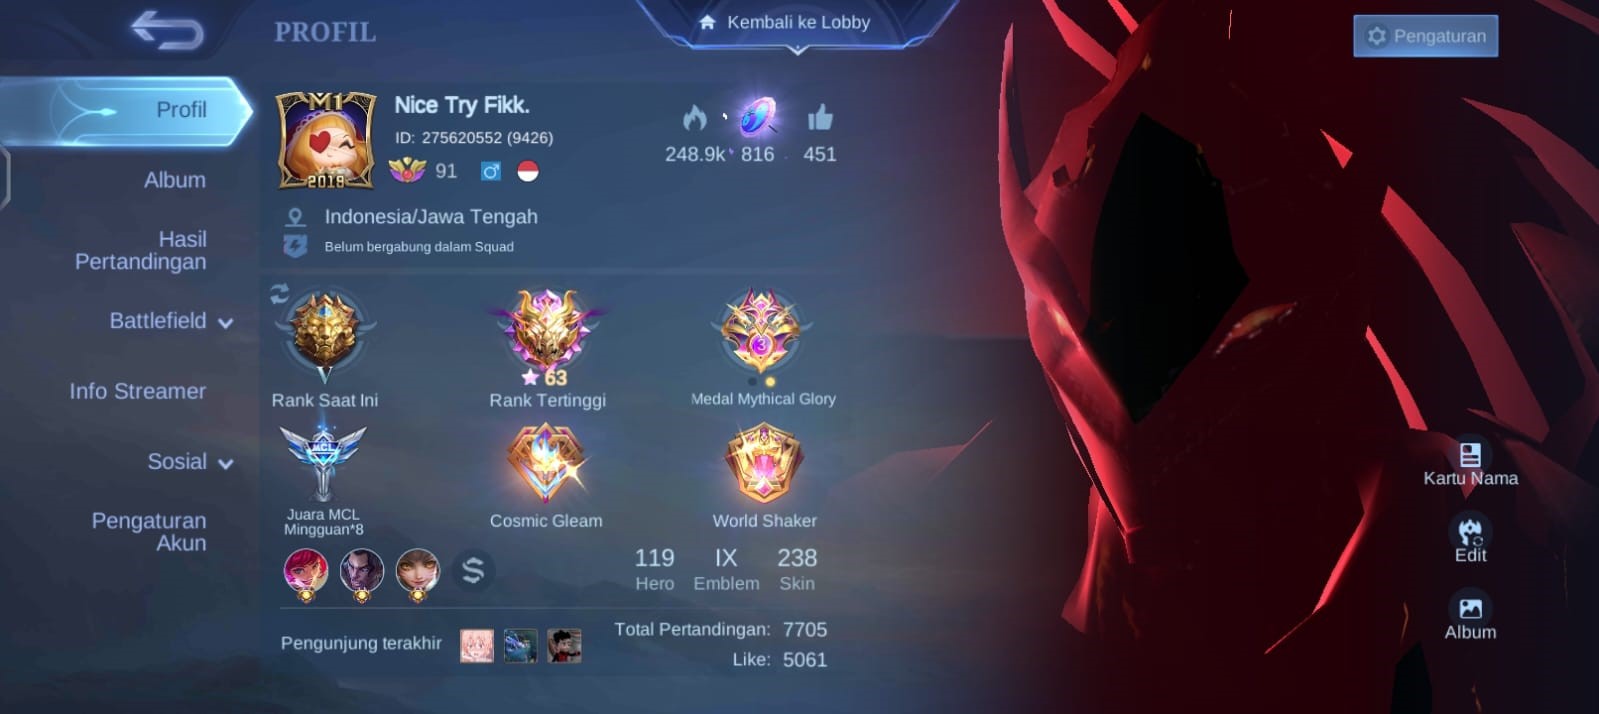 PROFIL
Kembali ke Lobby
Pengaturan
Profil
Album
Hasil
Pertandingan
Battlefield
Info Streamer
Sosial
Pengaturan
Akun
M1
2019
Nice Try Fikk.
ID: 275620552 (9426)
91
248.9k
816
451
Indonesia/Jawa Tengah
Belum bergabung dalam Squad
V
Rank Saat Ini
63
Rank Tertinggi
3
Medal Mythical Glory
MCL
Juara MCL
Mingguan*8
Cosmic Gleam
World Shaker
119
Hero
IX
Emblem
238
Skin
Pengunjung terakhir
Total Pertandingan: 7705
Like: 5061
Kartu Nama
Edit
Album